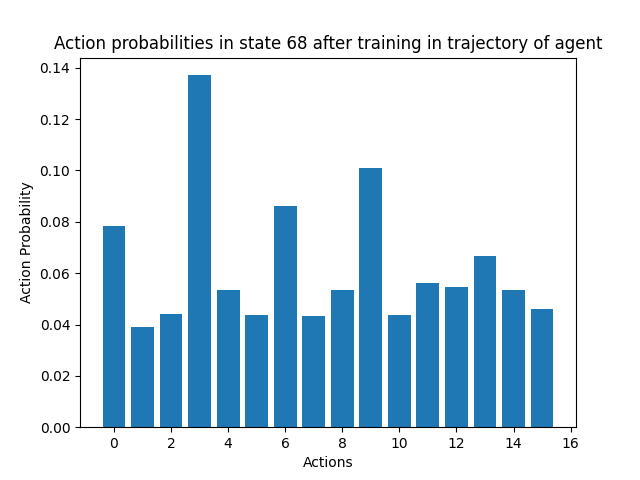 Action probabilities in state 68 after training in trajectory of agent
Action Probability
0.14
0.12
0.10
0.08
0.06
0.04
0.02
0.00
0 2 4 6 8 10 12 14 16
Actions